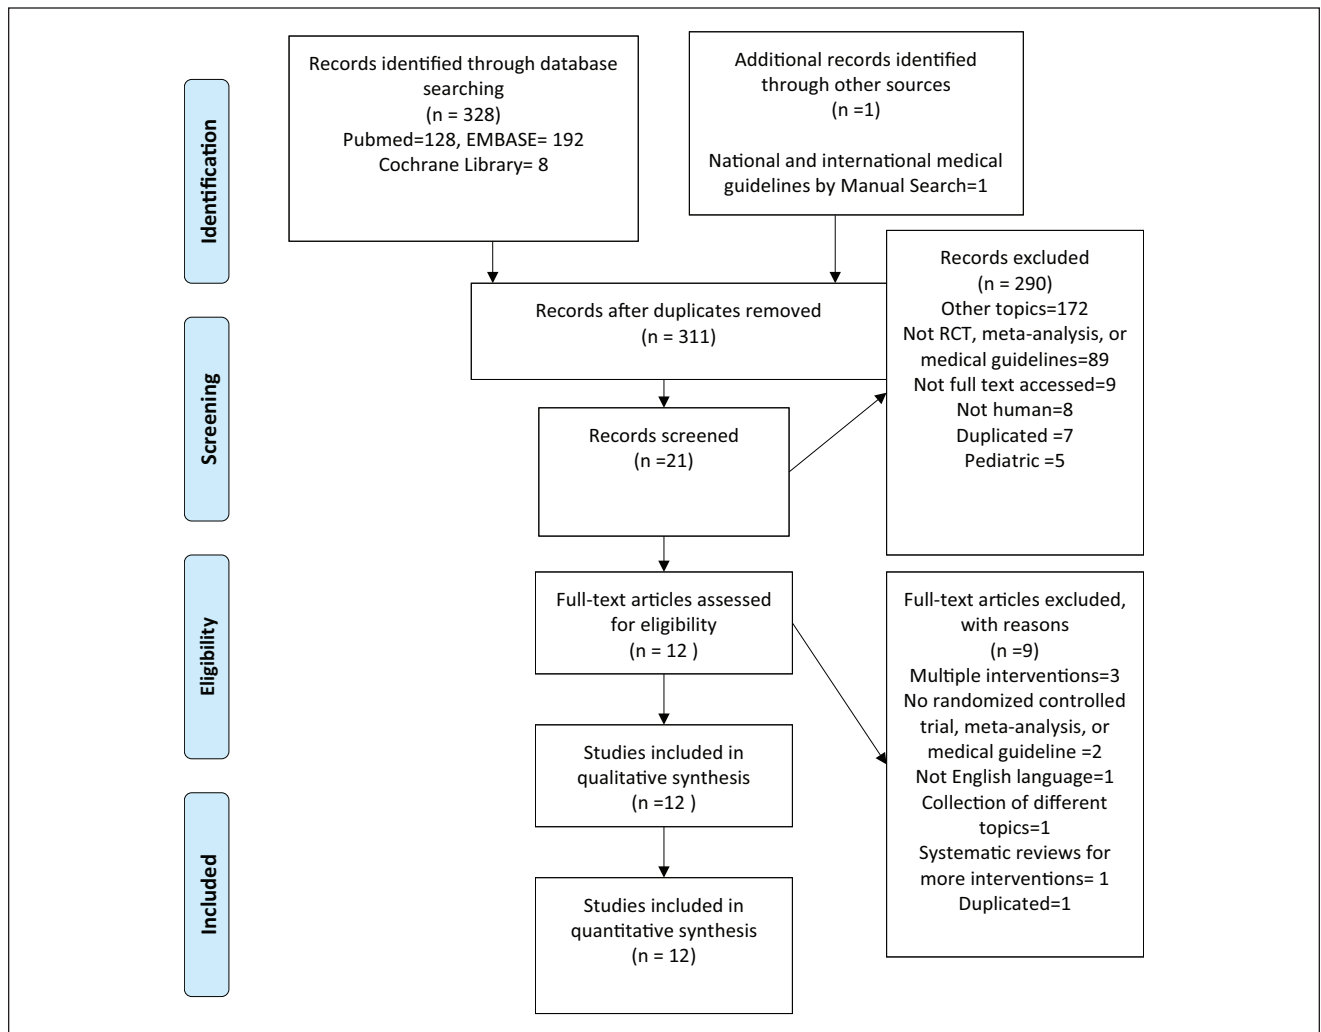 Identification
Records identified through database
searching
(n = 328)
Pubmed=128, EMBASE= 192
Cochrane Library= 8
Additional records identified
through other sources
(n =1)
National and international medical
guidelines by Manual Search=1
Records after duplicates removed
(n = 311)
Records excluded
(n = 290)
Other topics=172
Not RCT, meta-analysis, or
medical guidelines=89
Not full text accessed=9
Not human=8
Duplicated =7
Pediatric =5
Screening
Records screened
(n =21)
Eligibility
Full-text articles assessed
for eligibility
(n = 12 )
Full-text articles excluded,
with reasons
(n =9)
Multiple interventions=3
No randomized controlled
trial, meta-analysis, or
medical guideline =2
Not English language=1
Collection of different
topics=1
Systematic reviews for
more interventions= 1
Duplicated=1
Studies included in
qualitative synthesis
(n =12 )
Included
Studies included in
quantitative synthesis
(n = 12)